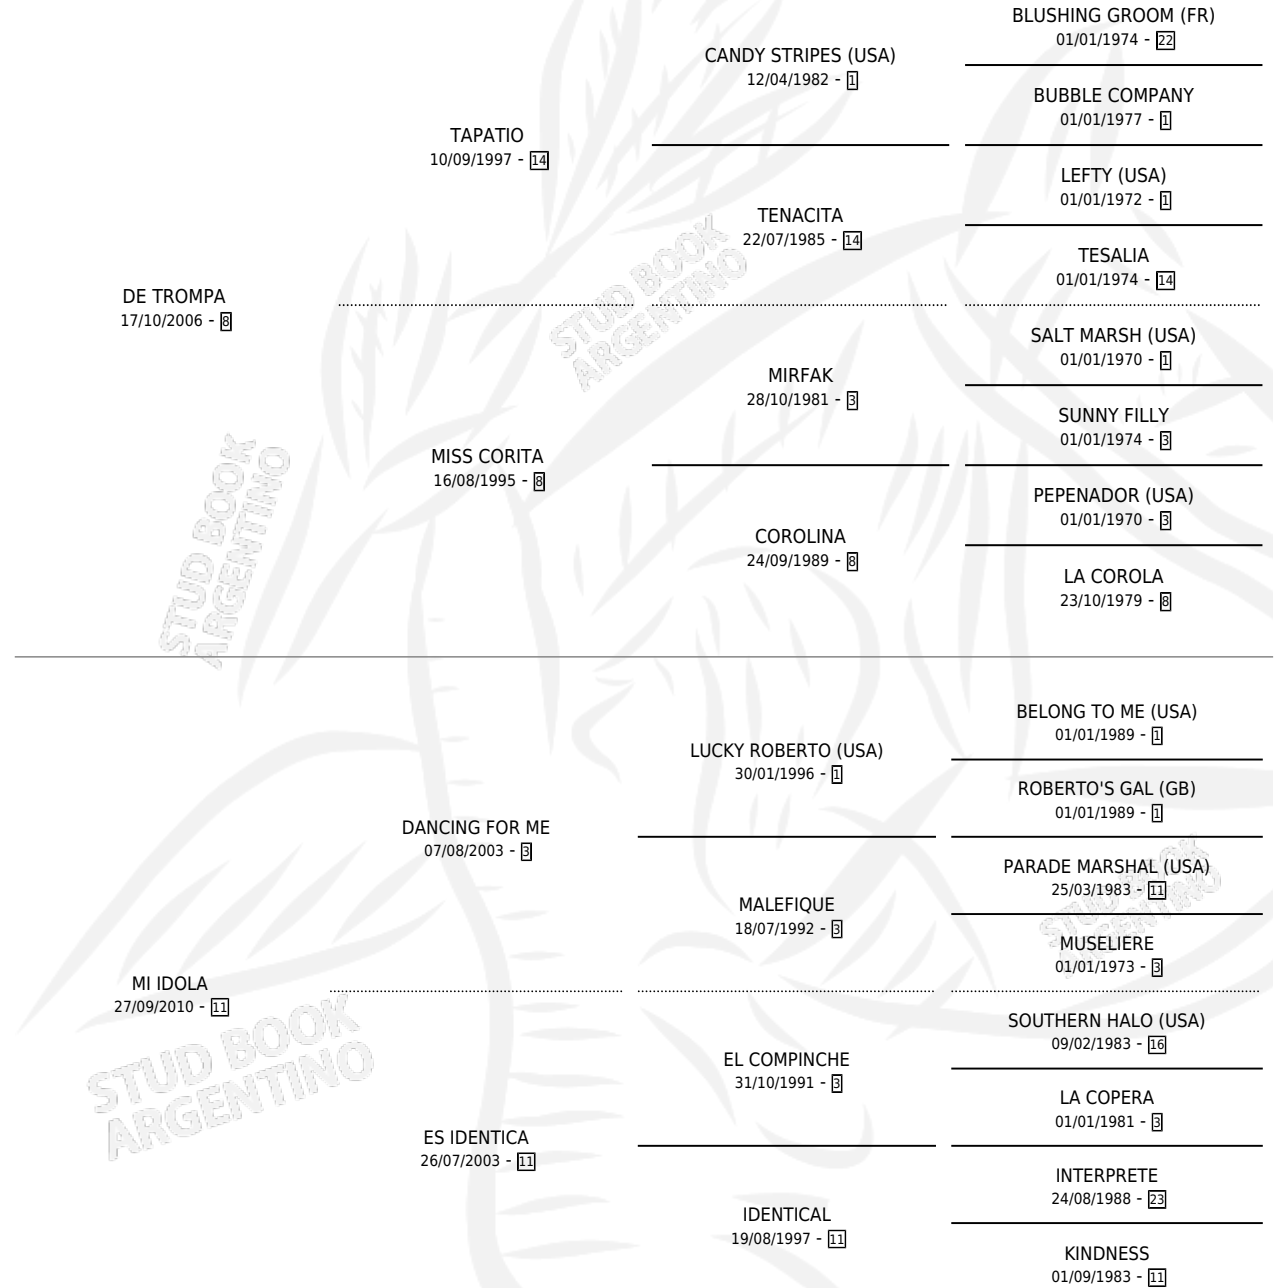 BLUSHING GROOM (FR)
01/01/1974 - 22
CANDY STRIPES (USA)
12/04/1982 - 1
BUBBLE COMPANY
01/01/1977 - 1
TAPATIO
10/09/1997 - 14
LEFTY (USA)
01/01/1972 - 1
TENACITA
22/07/1985 - 14
TESALIA
01/01/1974 - 14
DE TROMPA
17/10/2006 - 8
SALT MARSH (USA)
01/01/1970 - 1
MIRFAK
28/10/1981 - 3
SUNNY FILLY
01/01/1974 - 3
MISS CORITA
16/08/1995 - 8
PEPENADOR (USA)
01/01/1970 - 3
COROLINA
24/09/1989 - 8
LA COROLA
23/10/1979 - 8
STUD BOOK
ARGENTINO
STUD BOOK
ARGENTINO
BELONG TO ME (USA)
01/01/1989 - 1
LUCKY ROBERTO (USA)
30/01/1996 - 1
ROBERTO'S GAL (GB)
01/01/1989 - 1
DANCING FOR ME
07/08/2003 - 3
PARADE MARSHAL (USA)
25/03/1983 - 11
MALEFIQUE
18/07/1992 - 3
MUSELIERE
01/01/1973 - 3
MI IDOLA
27/09/2010 - 11
SOUTHERN HALO (USA)
09/02/1983 - 16
EL COMPINCHE
31/10/1991 - 3
LA COPERA
01/01/1981 - 3
ES IDENTICA
26/07/2003 - 11
INTERPRETE
24/08/1988 - 23
IDENTICAL
19/08/1997 - 11
KINDNESS
01/09/1983 - 11
STUD BOOK
ARGENTINO
STUD BOOK
ARGENTINO